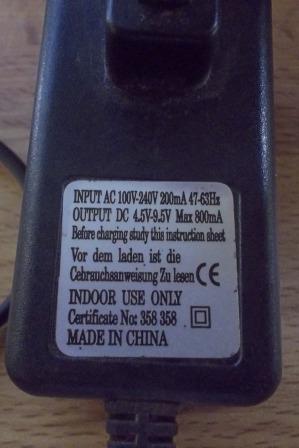 INPUT AC 100V-240V 200mA 47-63Hz
OUTPUT DC 4.5V-9.5V Max 800mA
Before charging study this instruction sheet
Vor dem laden ist die
Cebrauchsanweisung Zu lesen CE
INDOOR USE ONLY
Certificate No: 358 358
MADE IN CHINA